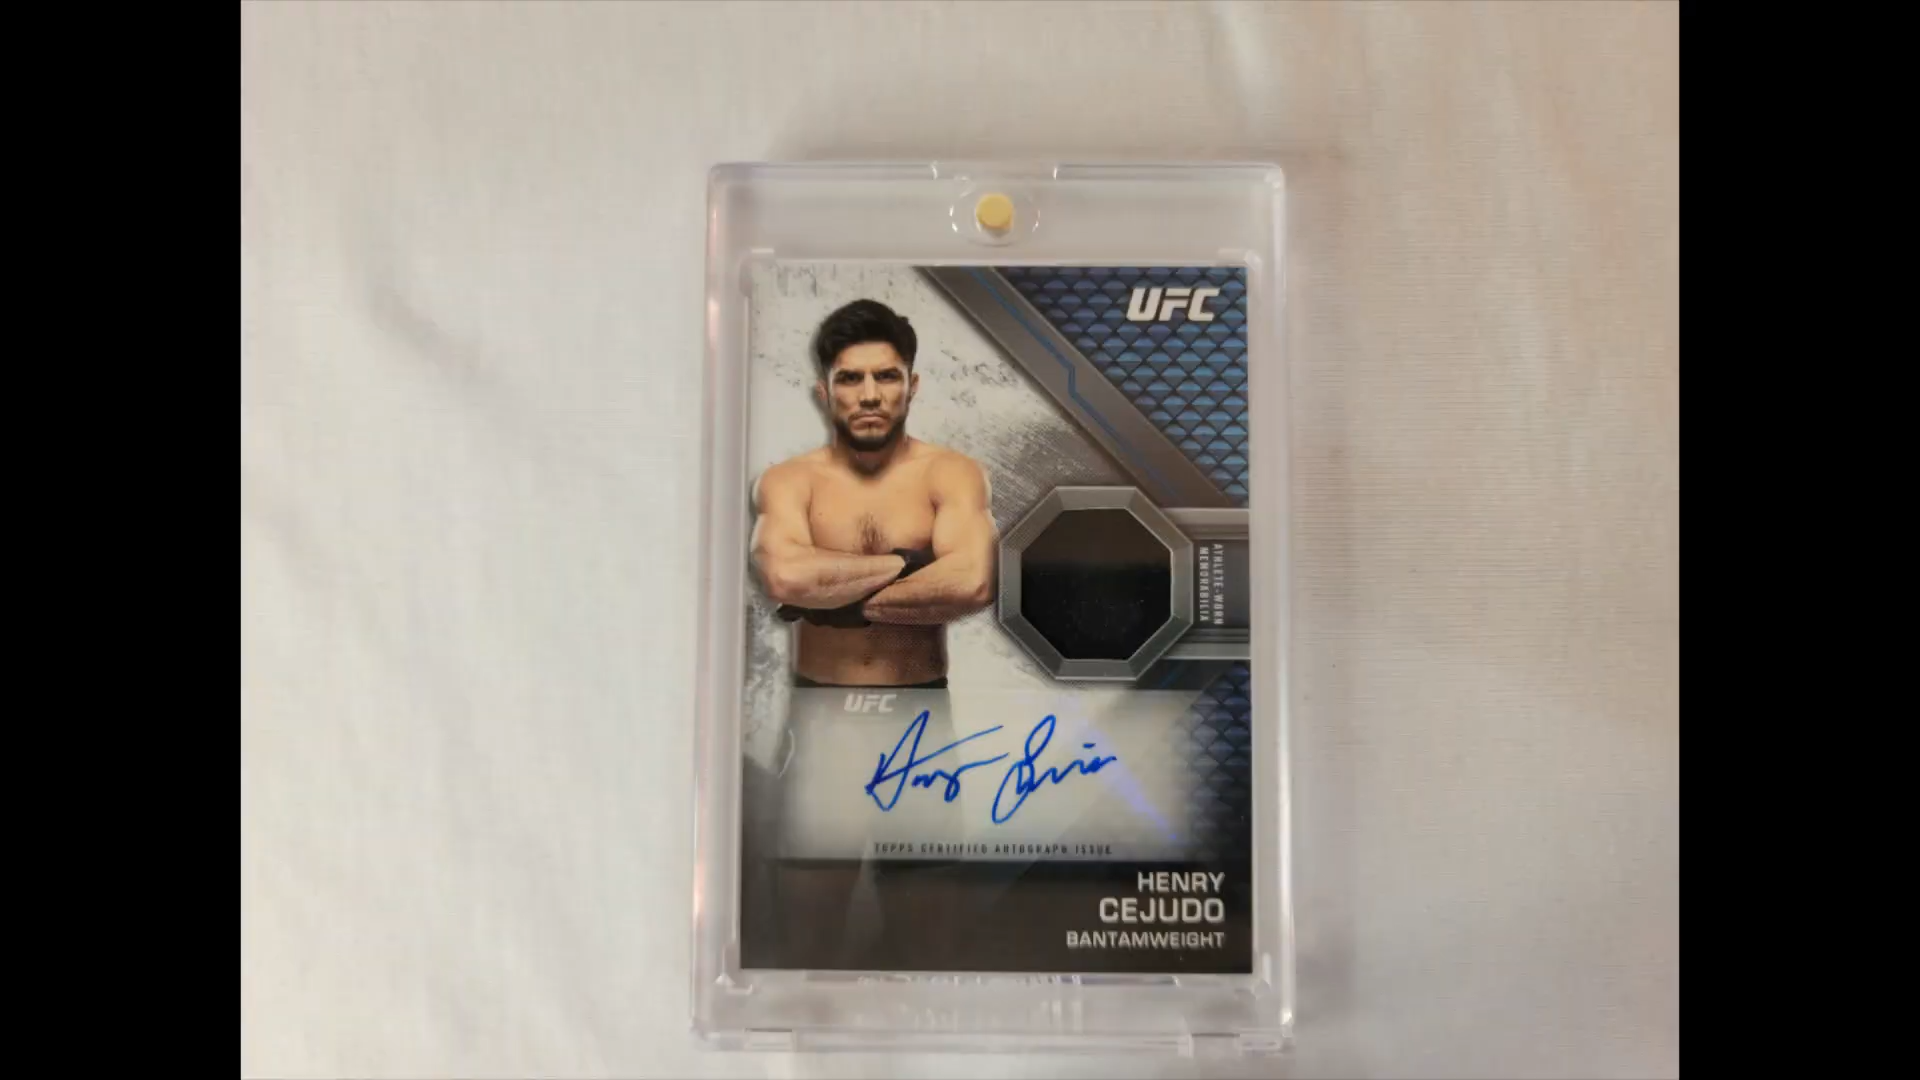 UFC
ATHLETE-WORN
MEMORABILIA
UFC
TOPPS CERTIFIED AUTOGRAPH ISSUE
HENRY
CEJUDO
BANTAMWEIGHT